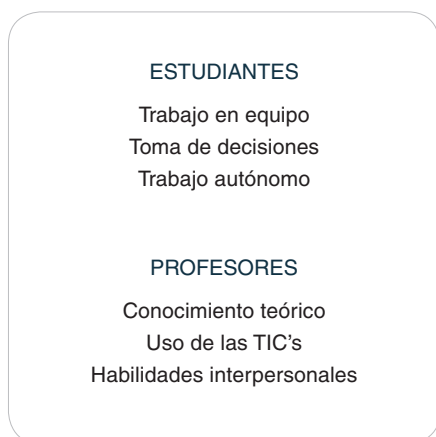 ESTUDIANTES
Trabajo en equipo
Toma de decisiones
Trabajo autónomo
PROFESORES
Conocimiento teórico
Uso de las TIC’s
Habilidades interpersonales